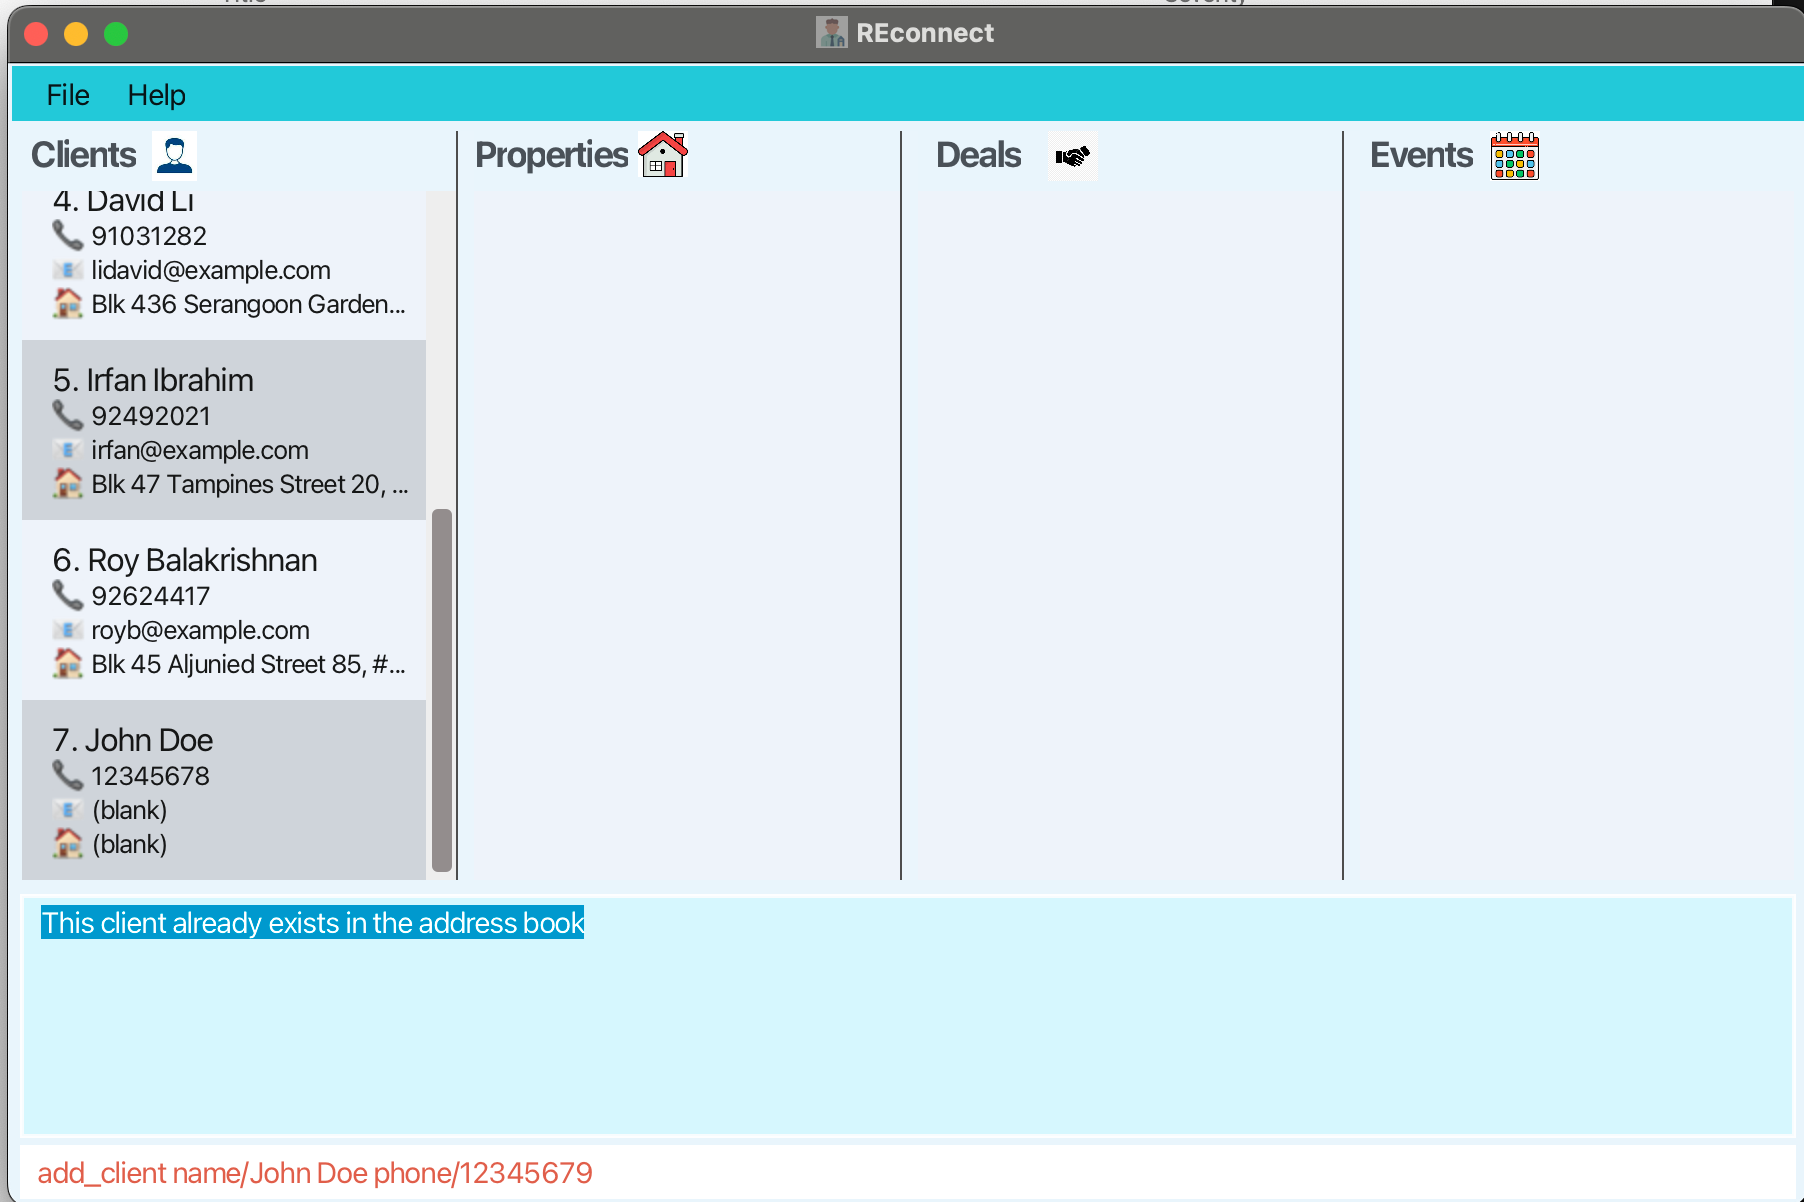 REconnect
File Help
Clients
Properties
Deals
Events
4. David Li
91031282
lidavid@example.com
Blk 436 Serangoon Garden...
5. Irfan Ibrahim
92492021
irfan@example.com
Blk 47 Tampines Street 20, ...
6. Roy Balakrishnan
92624417
royb@example.com
Blk 45 Aljunied Street 85, #...
7. John Doe
12345678
(blank)
(blank)
This client already exists in the address book
add_client name/John Doe phone/12345679